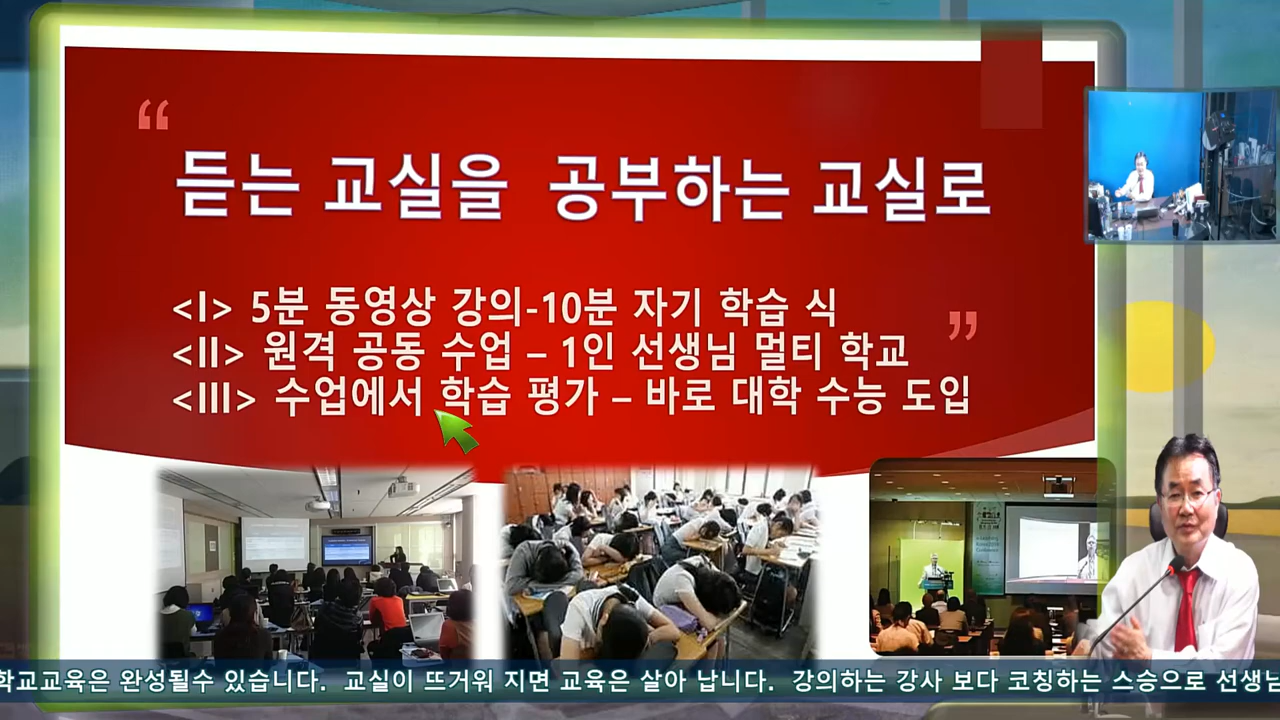 “
듣는 교실을 공부하는 교실로
<I> 5분 동영상 강의-10분 자기 학습 식
<II> 원격 공동 수업 – 1인 선생님 멀티 학교
<III> 수업에서 학습 평가 – 바로 대학 수능 도입
”
학교교육은 완성될수 있습니다. 교실이 뜨거워 지면 교육은 살아 납니다. 강의하는 강사 보다 코칭하는 스승으로 선생님